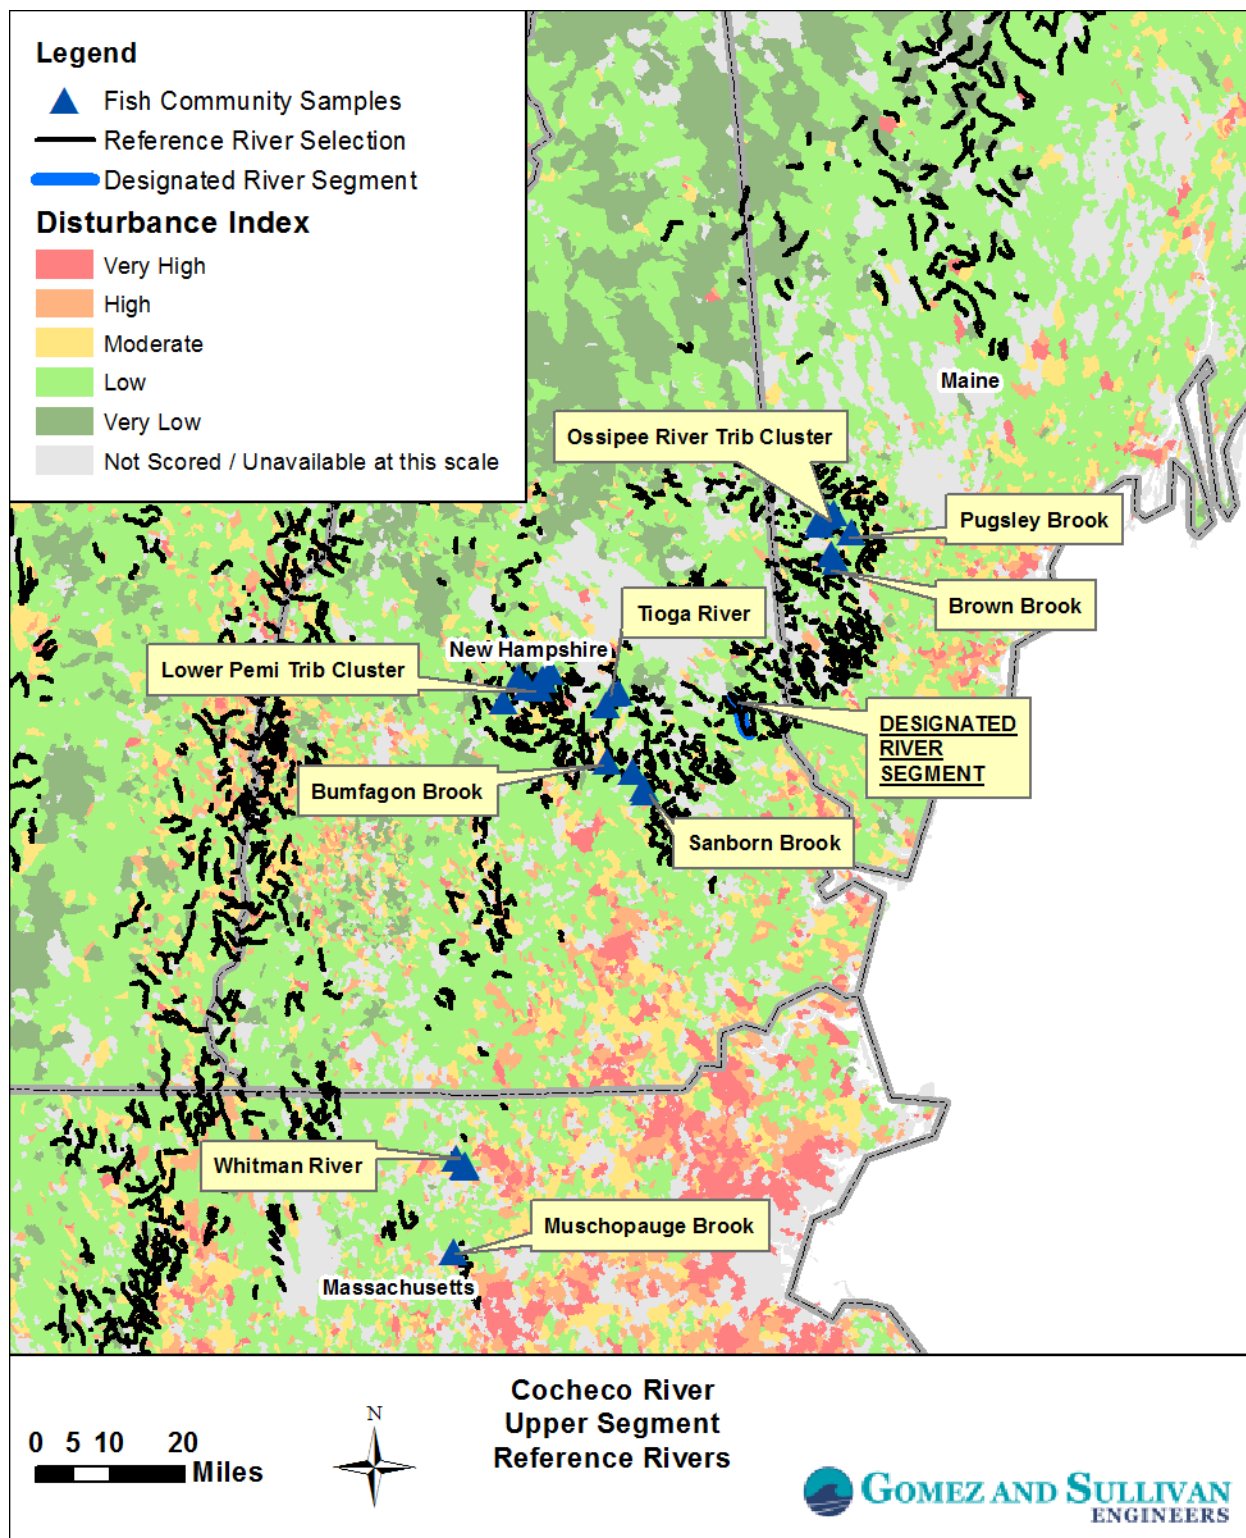 Legend
Fish Community Samples
Reference River Selection
Designated River Segment
Disturbance Index
Very High
High
Moderate
Low
Very Low
Not Scored / Unavailable at this scale
Maine
Ossipee River Trib Cluster
Pugsley Brook
Brown Brook
Tioga River
New Hampshire
Lower Pemi Trib Cluster
DESIGNATED
RIVER
SEGMENT
Bumfagon Brook
Sanborn Brook
Whitman River
Muschopauge Brook
Massachusetts
0 5 10 20
Miles
N
Cocheco River
Upper Segment
Reference Rivers
GOMEZ AND SULLIVAN
ENGINEERS